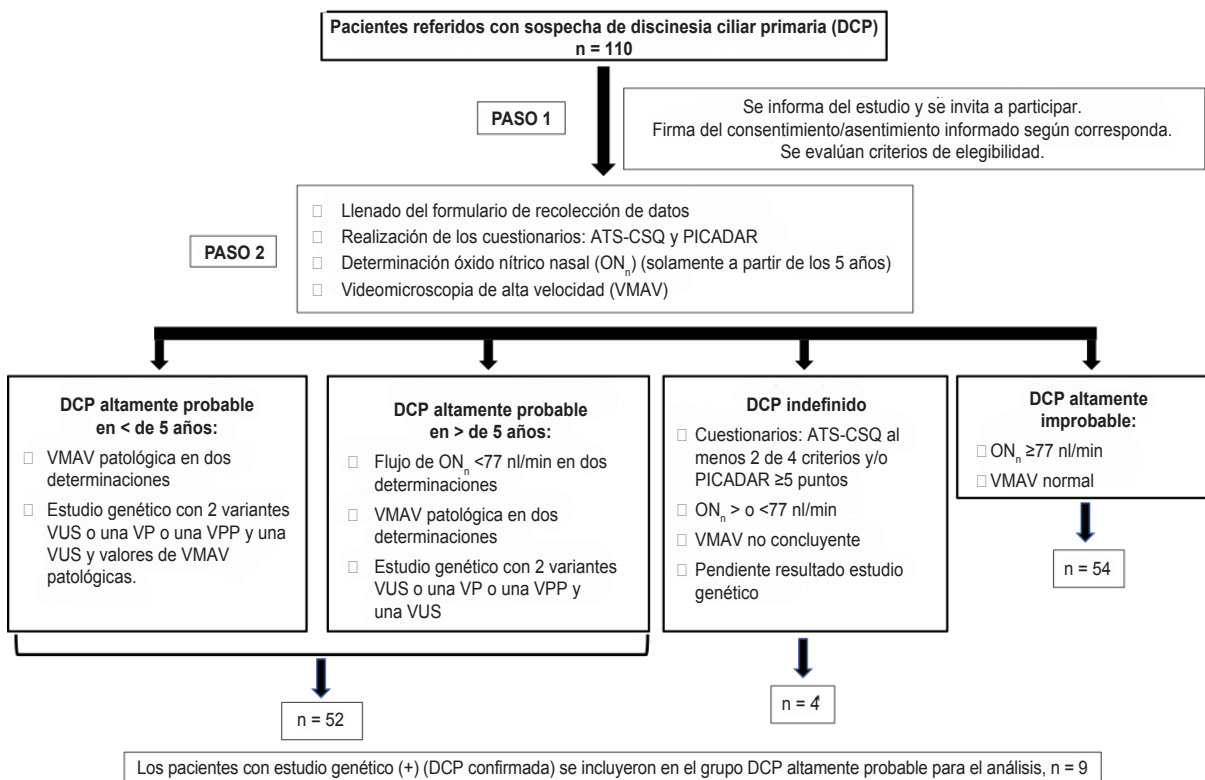 Pacientes referidos con sospecha de discinesia ciliar primaria (DCP)
n = 110
PASO 1
Se informa del estudio y se invita a participar.
Firma del consentimiento/asentimiento informado según corresponda.
Se evalúan criterios de elegibilidad.
PASO 2
Llenado del formulario de recolección de datos
Realización de los cuestionarios: ATS-CSQ y PICADAR
Determinación óxido nítrico nasal (ONn) (solamente a partir de los 5 años)
Videomicroscopia de alta velocidad (VMAV)
DCP altamente probable
en < de 5 años:
VMAV patológica en dos
determinaciones
Estudio genético con 2 variantes
VUS o una VP o una VPP y una
VUS y valores de VMAV
patológicas.
DCP altamente probable
en > de 5 años:
Flujo de ONn <77 nl/min en dos
determinaciones
VMAV patológica en dos
determinaciones
Estudio genético con 2 variantes
VUS o una VP o una VPP y
una VUS
DCP indefinido
Cuestionarios: ATS-CSQ al
menos 2 de 4 criterios y/o
PICADAR ≥5 puntos
ONn > o <77 nl/min
VMAV no concluyente
Pendiente resultado estudio
genético
DCP altamente
improbable:
ONn ≥77 nl/min
VMAV normal
n = 52
n = 4
n = 54
Los pacientes con estudio genético (+) (DCP confirmada) se incluyeron en el grupo DCP altamente probable para el análisis, n = 9